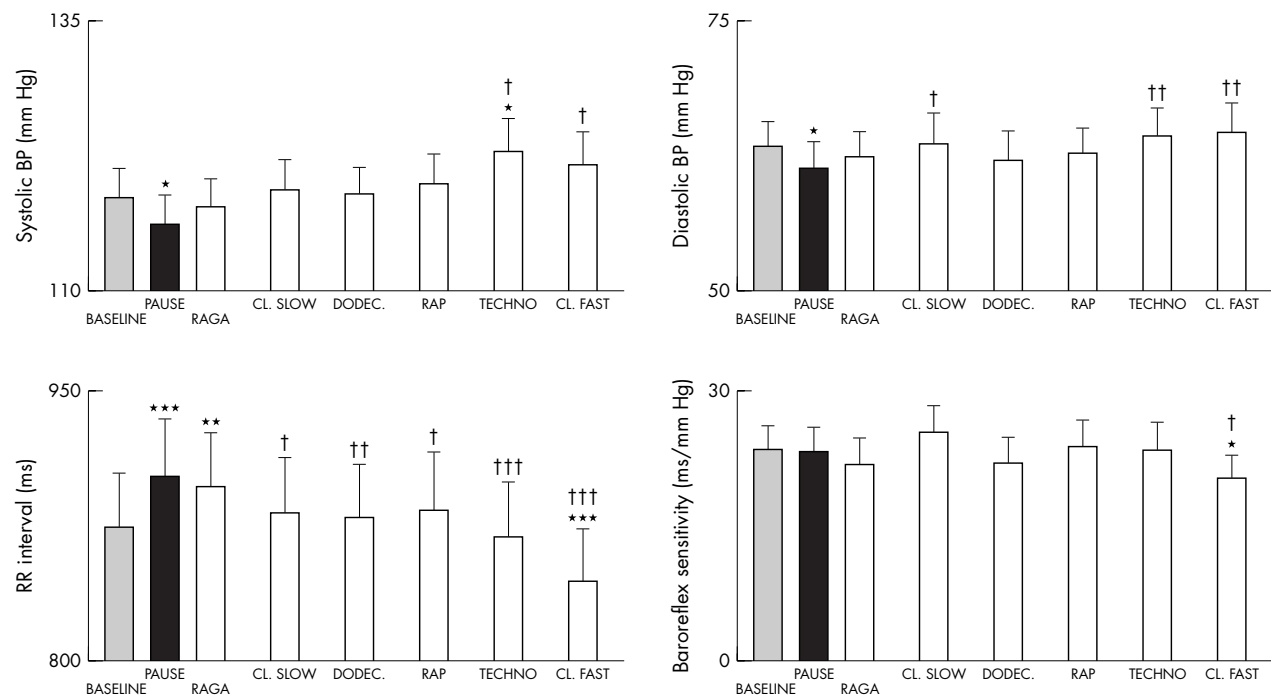 135
Systolic BP (mm Hg)
★
†
★
†
110
PAUSE CL. SLOW DODEC. RAP TECHNO CL. FAST
BASELINE RAGA
75
Diastolic BP (mm Hg)
★
†
††
††
50
PAUSE CL. SLOW DODEC. RAP TECHNO CL. FAST
BASELINE RAGA
950
RR interval (ms)
★★★
★★
†
††
†
†††
†††
★★★
800
PAUSE CL. SLOW DODEC. RAP TECHNO CL. FAST
BASELINE RAGA
30
Baroreflex sensitivity (ms/mm Hg)
†
★
0
PAUSE CL. SLOW DODEC. RAP TECHNO CL. FAST
BASELINE RAGA